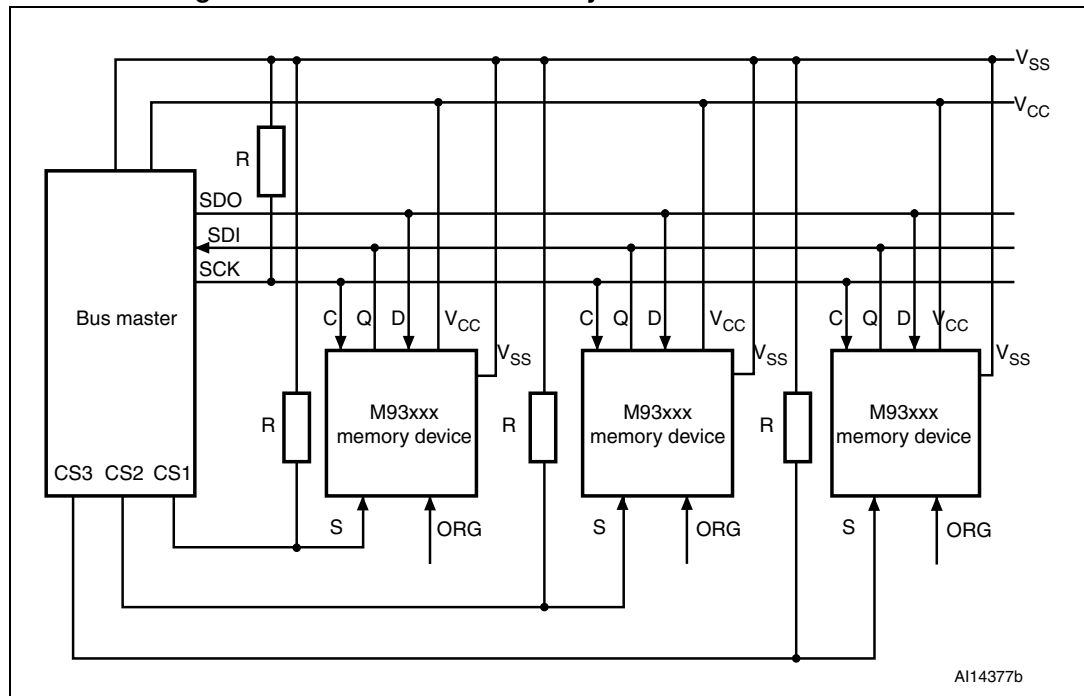 VSS
VCC
R
SDO
SDI
SCK
Bus master
C Q D VCC
VSS
C Q D VCC
VSS
C Q D VCC
VSS
R
M93xxx
memory device
R
M93xxx
memory device
R
M93xxx
memory device
CS3 CS2 CS1
S ORG
S ORG
S ORG
AI14377b